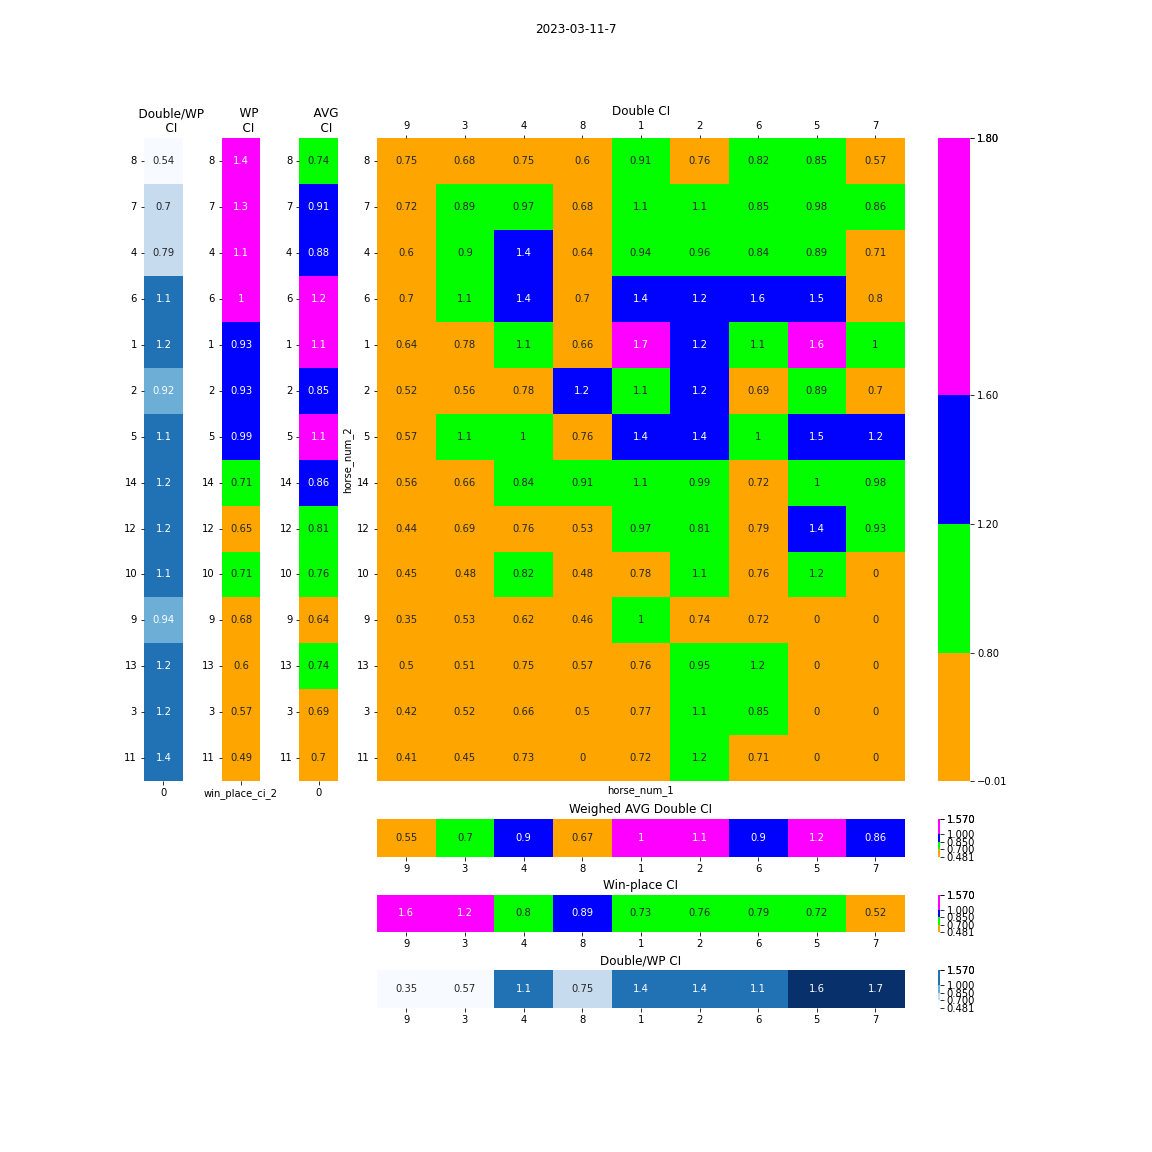 2023-03-11-7
Double/WP CI
WP CI
AVG CI
Double CI
9 3 4 8 1 2 6 5 7
8 0.54 8 1.4 8 0.74 8 0.75 0.68 0.75 0.6 0.91 0.76 0.82 0.85 0.57
7 0.7 7 1.3 7 0.91 7 0.72 0.89 0.97 0.68 1.1 1.1 0.85 0.98 0.86
4 0.79 4 1.1 4 0.88 4 0.6 0.9 1.4 0.64 0.94 0.96 0.84 0.89 0.71
6 1.1 6 1 6 1.2 6 0.7 1.1 1.4 0.7 1.4 1.2 1.6 1.5 0.8
1 1.2 1 0.93 1 1.1 1 0.64 0.78 1.1 0.66 1.7 1.2 1.1 1.6 1
2 0.92 2 0.93 2 0.85 2 0.52 0.56 0.78 1.2 1.1 1.2 0.69 0.89 0.7
5 1.1 5 0.99 5 1.1 5 0.57 1.1 1 0.76 1.4 1.4 1 1.5 1.2
14 1.2 14 0.71 14 0.86 14 0.56 0.66 0.84 0.91 1.1 0.99 0.72 1 0.98
12 1.2 12 0.65 12 0.81 12 0.44 0.69 0.76 0.53 0.97 0.81 0.79 1.4 0.93
10 1.1 10 0.71 10 0.76 10 0.45 0.48 0.82 0.48 0.78 1.1 0.76 1.2 0
9 0.94 9 0.68 9 0.64 9 0.35 0.53 0.62 0.46 1 0.74 0.72 0 0
13 1.2 13 0.6 13 0.74 13 0.5 0.51 0.75 0.57 0.76 0.95 1.2 0 0
3 1.2 3 0.57 3 0.69 3 0.42 0.52 0.66 0.5 0.77 1.1 0.85 0 0
11 1.4 11 0.49 11 0.7 11 0.41 0.45 0.73 0 0.72 1.2 0.71 0 0
horse_num_2
0 win_place_ci_2 0 horse_num_1
1.80
1.60
1.20
0.80
−0.01
Weighed AVG Double CI
0.55 0.7 0.9 0.67 1 1.1 0.9 1.2 0.86
9 3 4 8 1 2 6 5 7
1.570
1.000
0.850
0.700
0.481
Win-place CI
1.6 1.2 0.8 0.89 0.73 0.76 0.79 0.72 0.52
9 3 4 8 1 2 6 5 7
1.570
1.000
0.850
0.700
0.481
Double/WP CI
0.35 0.57 1.1 0.75 1.4 1.4 1.1 1.6 1.7
9 3 4 8 1 2 6 5 7
1.570
1.000
0.850
0.700
0.481